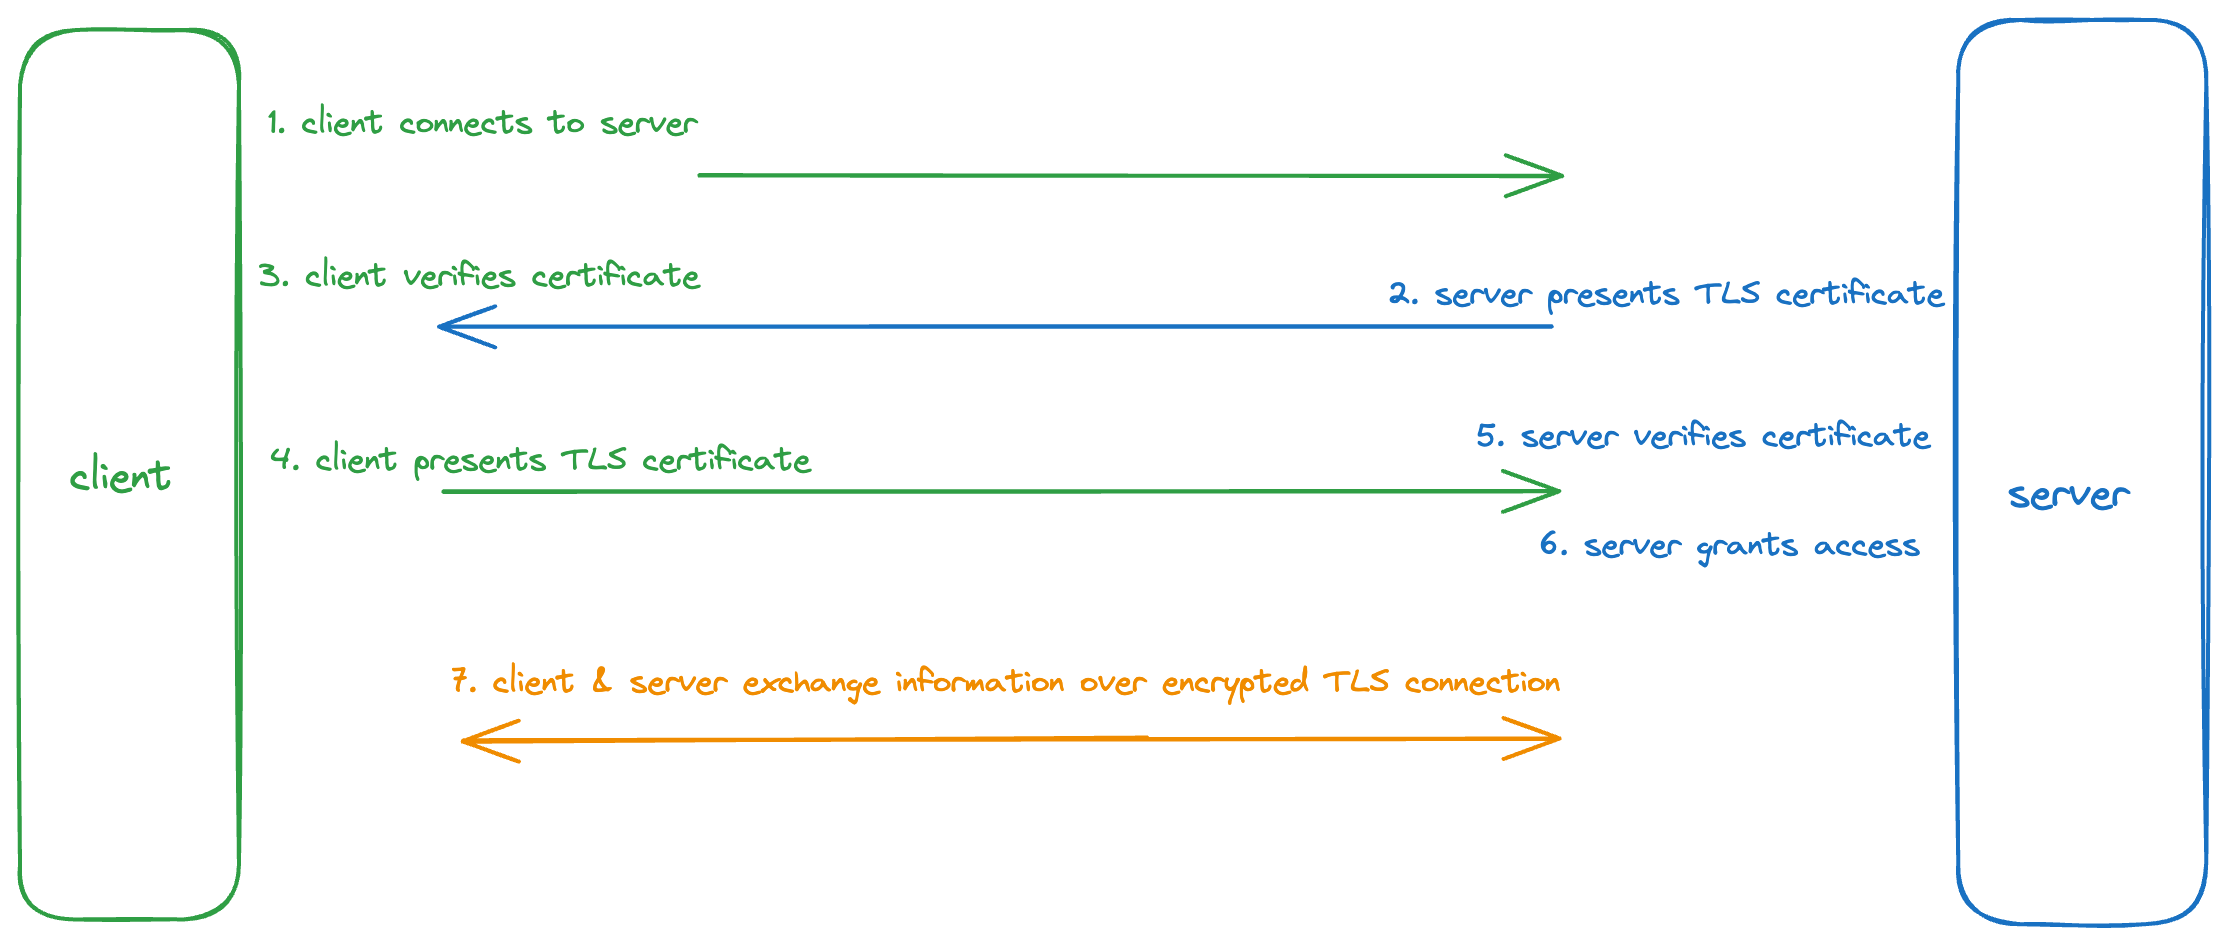 1. client connects to server
3. client verifies certificate
2. server presents TLS certificate
4. client presents TLS certificate
5. server verifies certificate
client
server
6. server grants access
7. client & server exchange information over encrypted TLS connection